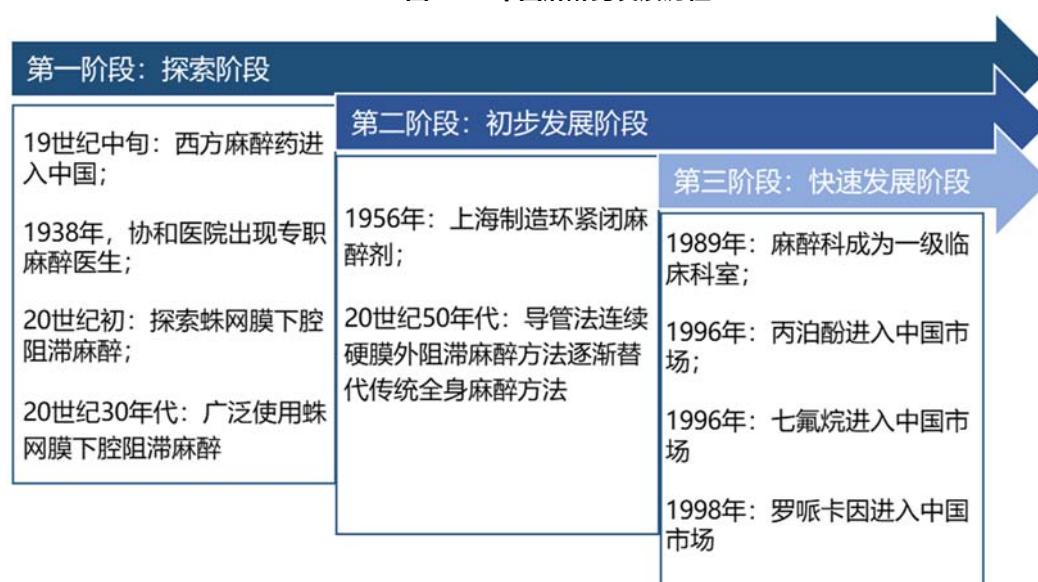 第一阶段：探索阶段
19世纪中旬：西方麻醉药进
入中国；
1938年，协和医院出现专职
麻醉医生；
20世纪初：探索蛛网膜下腔
阻滞麻醉；
20世纪30年代：广泛使用蛛
网膜下腔阻滞麻醉
第二阶段：初步发展阶段
1956年：上海制造环紧闭麻
醉剂；
20世纪50年代：导管法连续
硬膜外阻滞麻醉方法逐渐替
代传统全身麻醉方法
第三阶段：快速发展阶段
1989年：麻醉科成为一级临
床科室；
1996年：丙泊酚进入中国市
场；
1996年：七氟烷进入中国市
场
1998年：罗哌卡因进入中国
市场